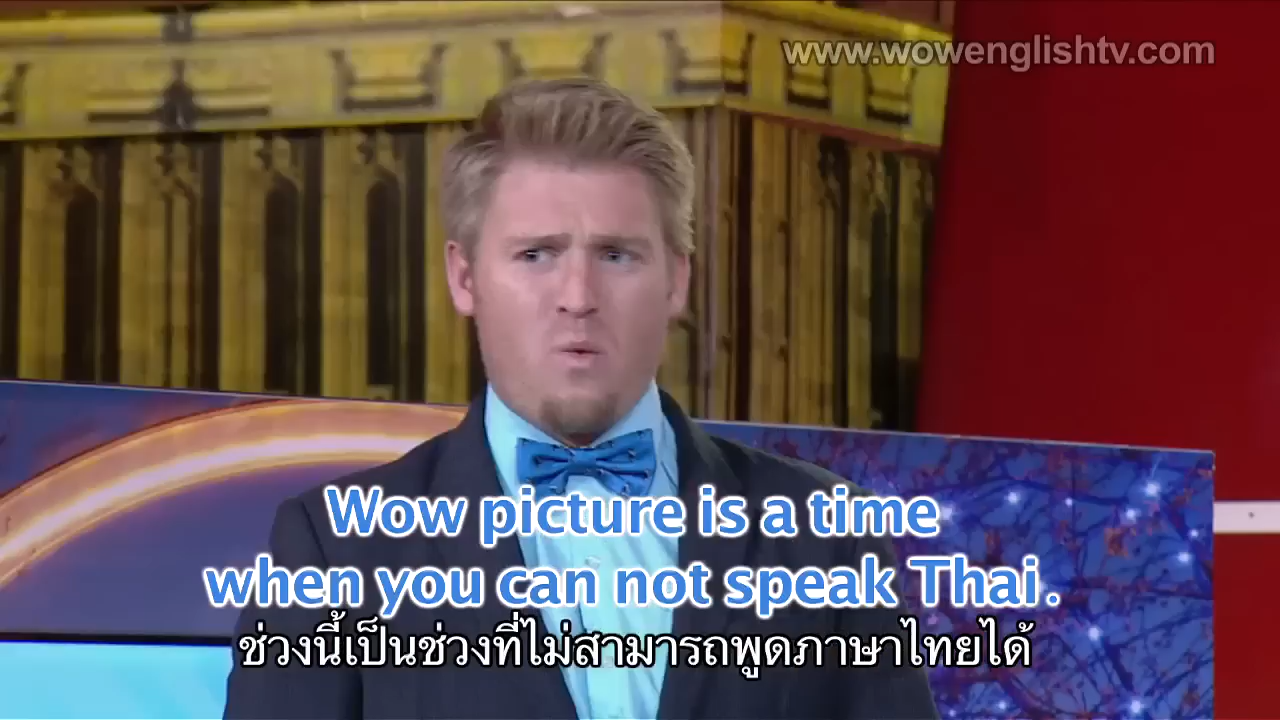 www.wowenglishtv.com
Wow picture is a time
when you can not speak Thai.
ช่วงนี้เป็นช่วงที่ไม่สามารถพูดภาษาไทยได้